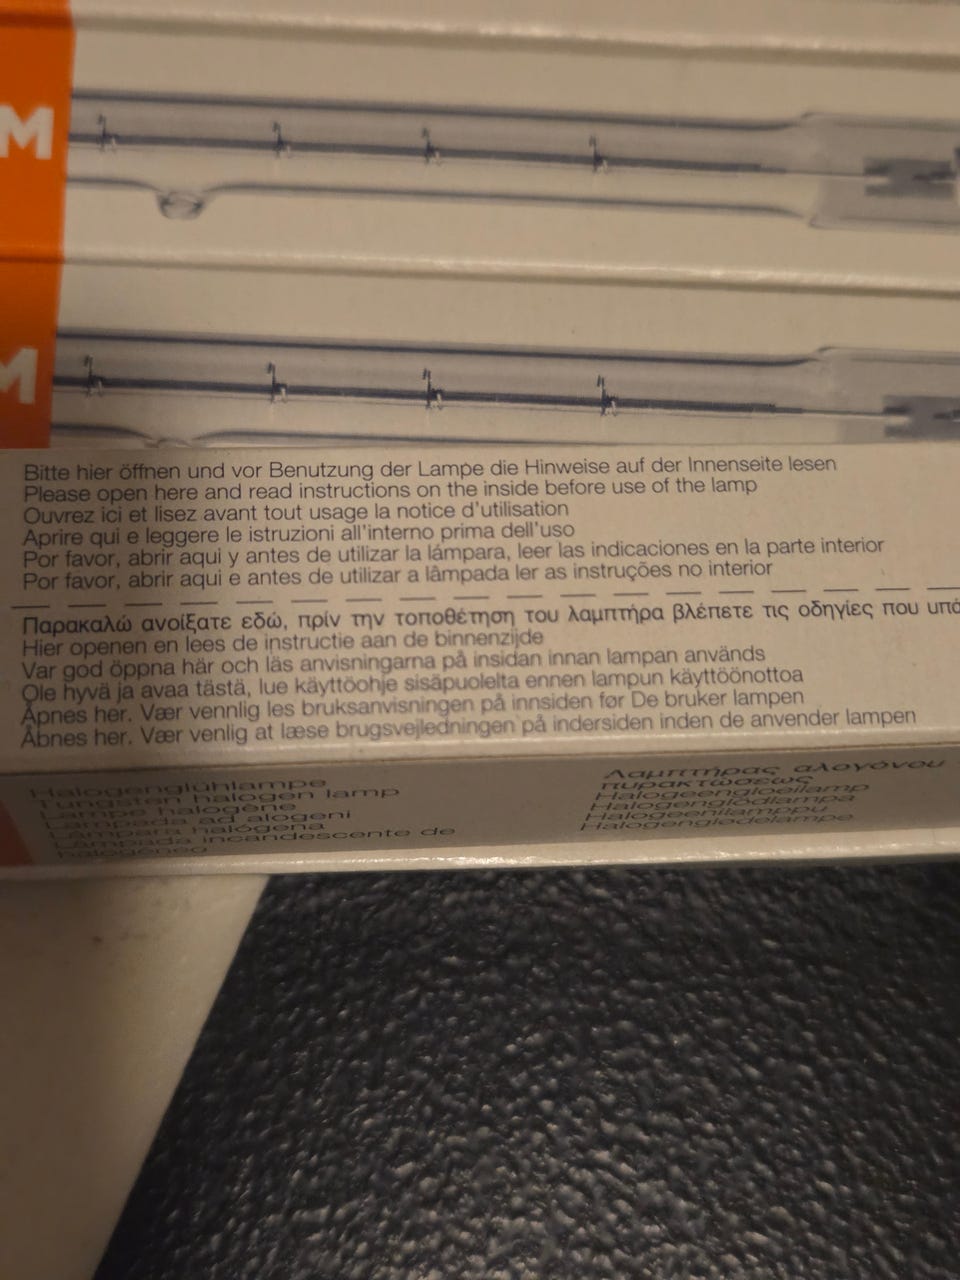 M
M
Bitte hier öffnen und vor Benutzung der Lampe die Hinweise auf der Innenseite lesen
Please open here and read instructions on the inside before use of the lamp
Ouvrez ici et lisez avant tout usage la notice d'utilisation
Aprire qui e leggere le istruzioni all'interno prima dell'uso
Por favor, abrir aqui y antes de utilizar la lámpara, leer las indicaciones en la parte interior
Por favor, abrir aqui e antes de utilizar a lâmpada ler as instruções no interior
Παρακαλώ ανοίξατε εδώ, πρίν την τοποθέτηση του λαμπτήρα βλέπετε τις οδηγίες που υπά
Hier openen en lees de instructie aan de binnenzijde
Var god öppna här och läs anvisningarna på insidan innan lampan används
Ole hyvä ja avaa tästä, lue käyttöohje sisäpuolelta ennen lampun käyttöönottoa
Åpnes her. Vær vennlig les bruksanvisningen på innsiden før De bruker lampen
Åbnes her. Vær venlig at læse brugsvejledningen på indersiden inden de anvender lampen
Halogenglühlampe
Tungsten halogen lamp
Lampe halogène
Lampada ad alogeni
Lámpara halógena
Lâmpada incandescente de
halogéneo
Λαμπτήρας αλογόνου
πυρακτώσεως
Halogeengloeilamp
Halogenglödlampa
Halogeenilamppu
Halogenglødelampe